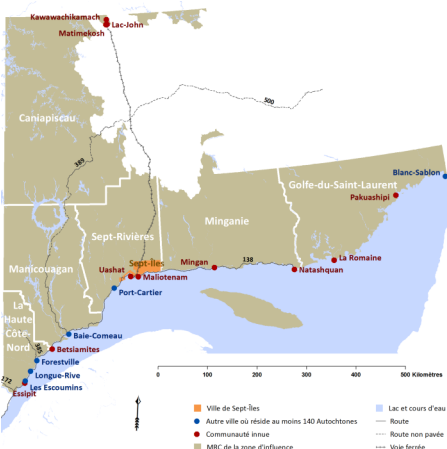 Kawawachikamach
Lac-John
Matimekosh
500
Caniapiscau
389
Blanc-Sablon
Golfe-du-Saint-Laurent
Pakuashipi
Minganie
Sept-Rivières
Sept-Îles
Manicouagan
Uashat
Maliotenam
Mingan
138
La Romaine
Natashquan
Port-Cartier
La
Haute
Côte-
Nord
Baie-Comeau
385
Betsiamites
Forestville
172
Longue-Rive
Les Escoumins
Essipit
0 100 200 300 400 500 Kilomètres
Ville de Sept-Îles
Autre ville où réside au moins 140 Autochtones
Communauté innue
MRC de la zone d'influence
Lac et cours d'eau
Route
Route non pavée
Voie ferrée